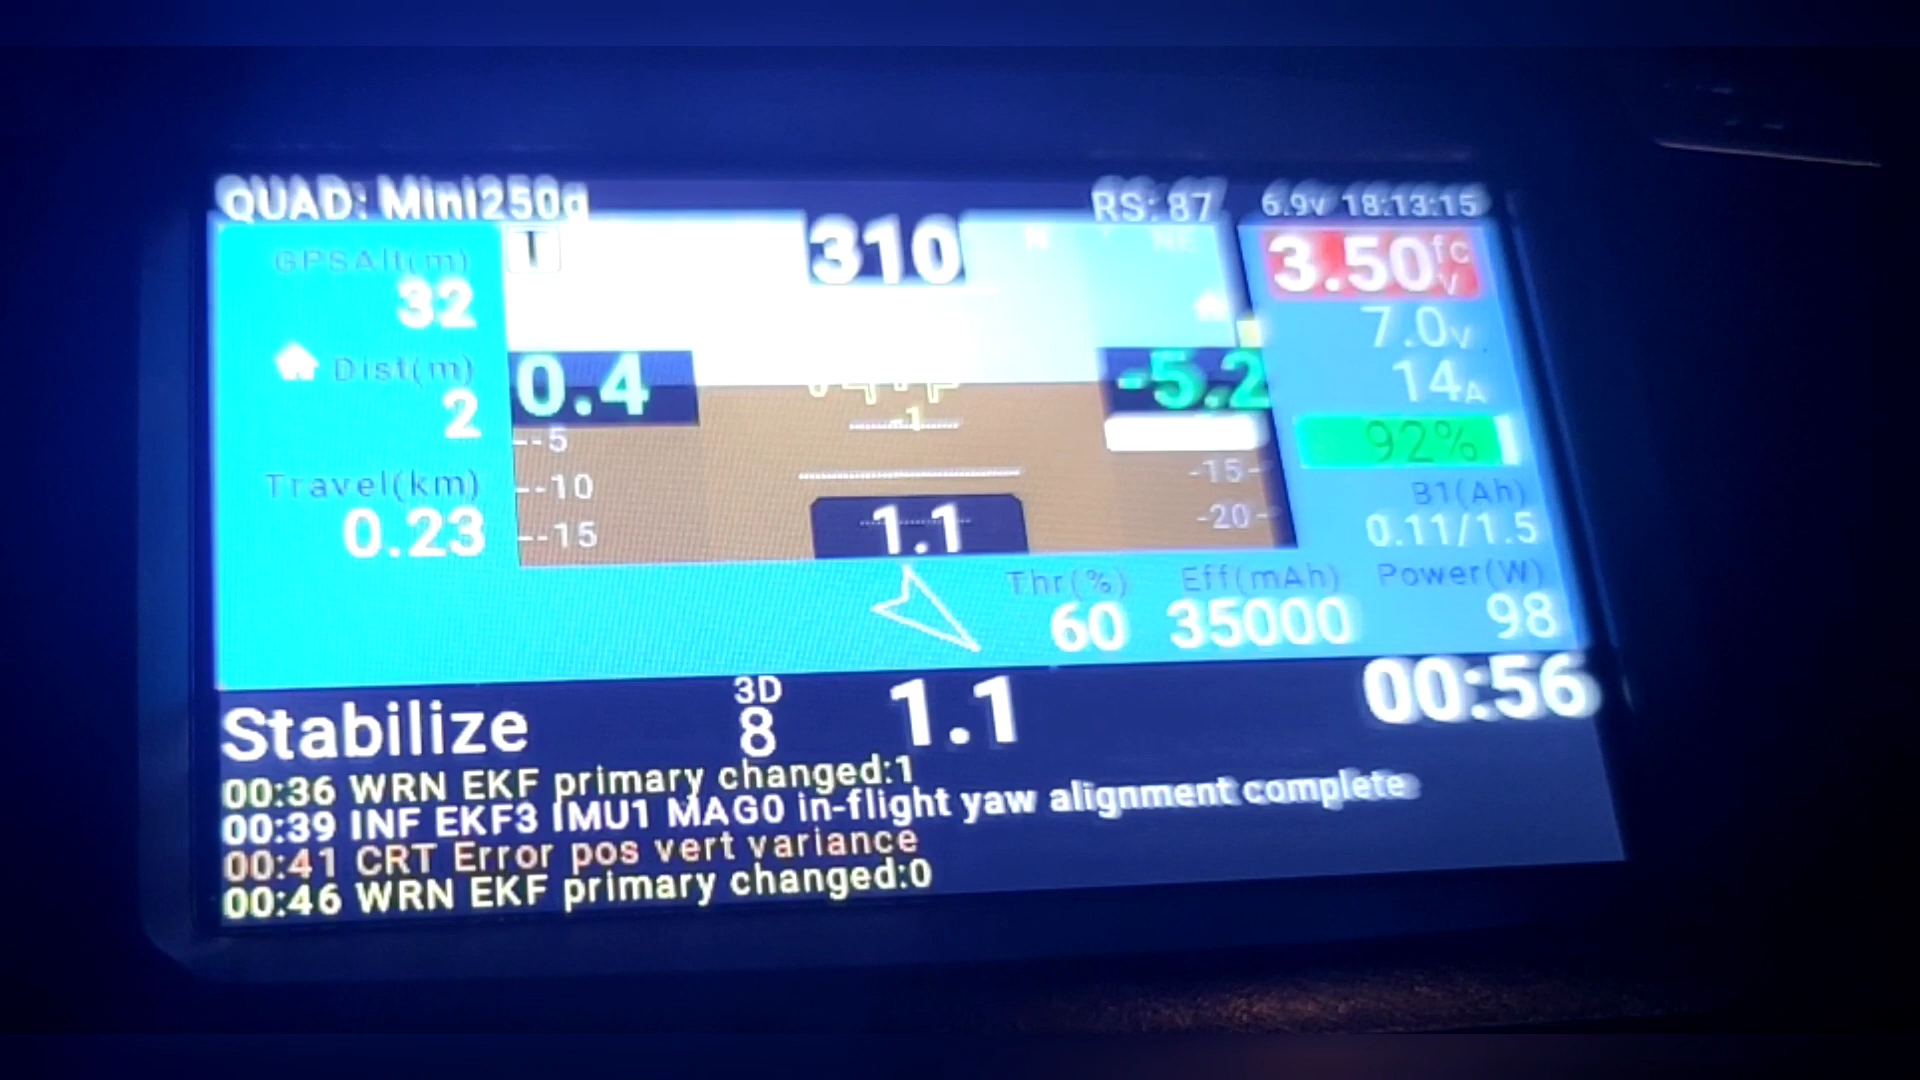 QUAD: Mini250g RS: 87 6.9v 18:13:15
GPSAlt(m)
32
Dist(m)
2
Travel(km)
0.23
310
N NE
0.4
-5.2
-1
--5
--10
--15
-15-
-20-
1.1
3.50 fc V
7.0V
14A
92%
B1(Ah)
0.11/1.5
Thr(%) Eff(mAh) Power(W)
60 35000 98
Stabilize 3D 8 1.1 00:56
00:36 WRN EKF primary changed:1
00:39 INF EKF3 IMU1 MAG0 in-flight yaw alignment complete
00:41 CRT Error pos vert variance
00:46 WRN EKF primary changed:0